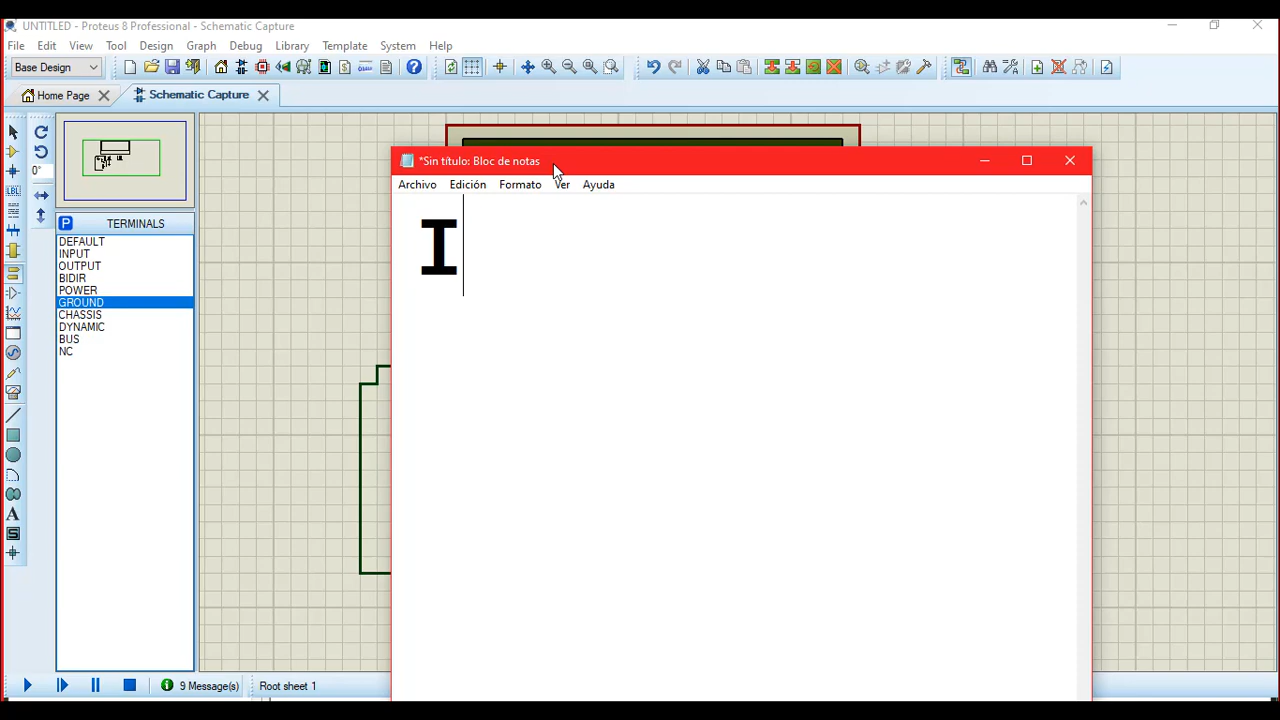 UNTITLED - Proteus 8 Professional - Schematic Capture
File Edit View Tool Design Graph Debug Library Template System Help
Base Design
Home Page
Schematic Capture
0°
LBL
P TERMINALS
DEFAULT
INPUT
OUTPUT
BIDIR
POWER
GROUND
CHASSIS
DYNAMIC
BUS
NC
A
S
*Sin título: Bloc de notas
Archivo Edición Formato Ver Ayuda
I
9 Message(s)
Root sheet 1